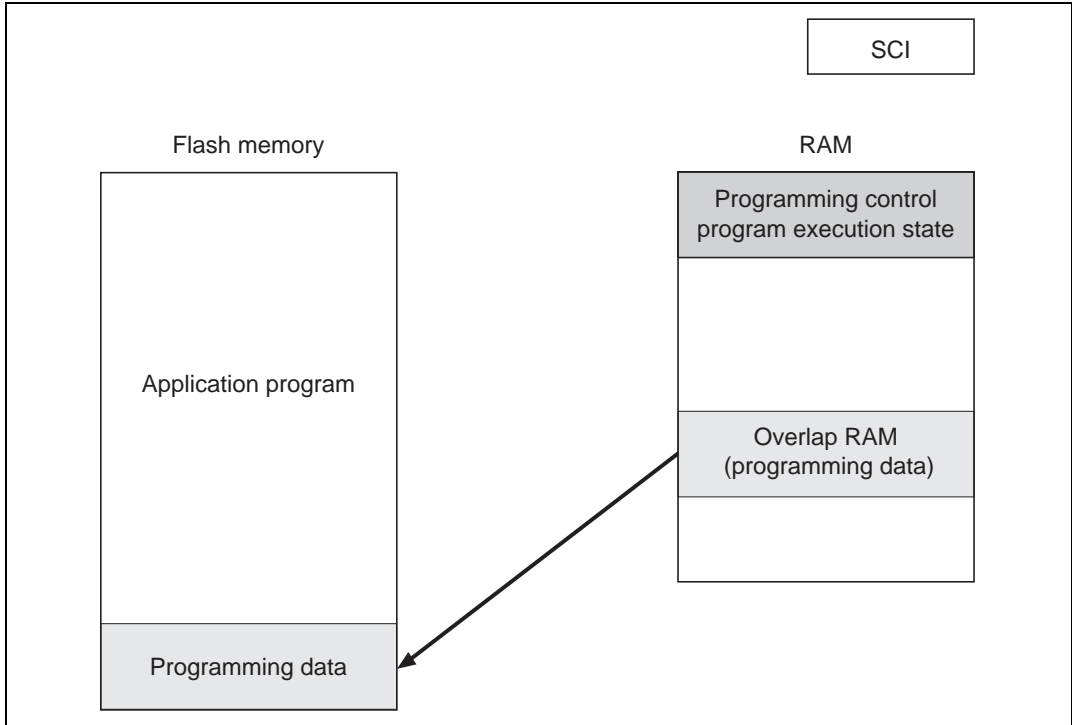 SCI
Flash memory
RAM
Programming control
program execution state
Application program
Overlap RAM
(programming data)
Programming data